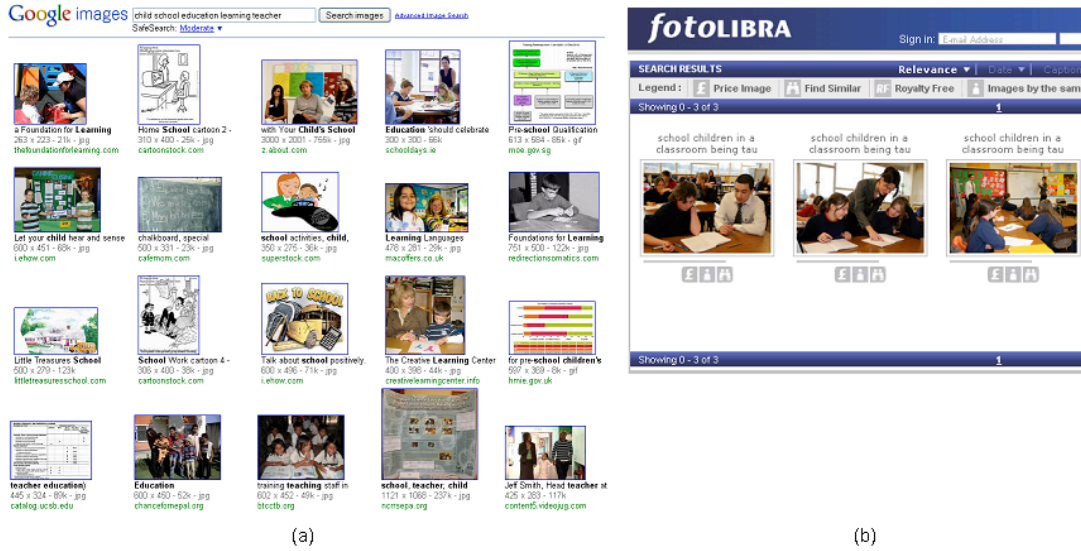 Google images
child school education learning teacher
Search images
Advanced Image Search
SafeSearch: Moderate ▼
a Foundation for Learning
263 x 223 - 21k - jpg
thefoundationforlearning.com
Home School cartoon 2 -
310 x 400 - 25k - jpg
cartoonstock.com
with Your Child's School
3000 x 2001 - 755k - jpg
z.about.com
Education 'should celebrate
300 x 300 - 66k
schooldays.ie
Pre-school Qualification
613 x 584 - 85k - gif
moe.gov.sg
Let your child hear and sense
600 x 451 - 68k - jpg
i.ehow.com
chalkboard, special
500 x 331 - 23k - jpg
cafemom.com
school activities, child,
350 x 275 - 36k - jpg
superstock.com
Learning Languages
478 x 281 - 29k - jpg
macoffers.co.uk
Foundations for Learning
751 x 500 - 122k - jpg
redirectionsomatics.com
Little Treasures School
500 x 279 - 123k
littletreasuresschool.com
School Work cartoon 4 -
306 x 400 - 38k - jpg
cartoonstock.com
BACK TO SCHOOL
Talk about school positively.
600 x 496 - 71k - jpg
i.ehow.com
The Creative Learning Center
400 x 398 - 44k - jpg
creativelearningcenter.info
for pre-school children's
597 x 369 - 8k - gif
hmie.gov.uk
teacher education)
445 x 324 - 89k - jpg
catalog.ucsb.edu
Education
600 x 450 - 52k - jpg
chancefornepal.org
training teaching staff in
602 x 452 - 49k - jpg
btcctb.org
school, teacher, child
1121 x 1068 - 237k - jpg
ncrrsepa.org
Jeff Smith, Head teacher at
425 x 283 - 117k
content5.videojug.com
(a)
fotoLIBRA
Sign in: E-mail Address
SEARCH RESULTS
Relevance ▼ | Date ▼ | Caption
Legend : £ Price Image Find Similar RF Royalty Free Images by the sam
Showing 0 - 3 of 3
1
school children in a
classroom being tau
school children in a
classroom being tau
school children in a
classroom being tau
£
£
£
Showing 0 - 3 of 3
1
(b)